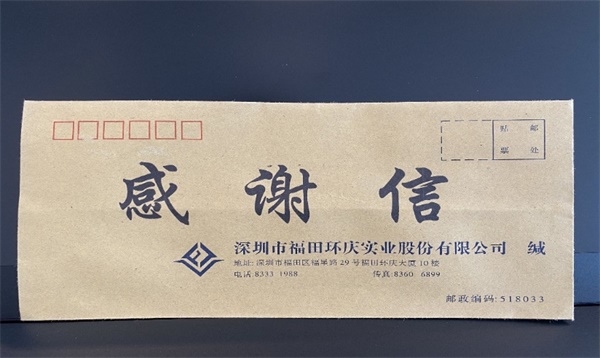 贴 邮
票 处
感谢信
深圳市福田环庆实业股份有限公司 缄
地址:深圳市福田区福华路29号福田环庆大厦10楼
电话:8333 1988 传真:8360 6899
邮政编码:518033